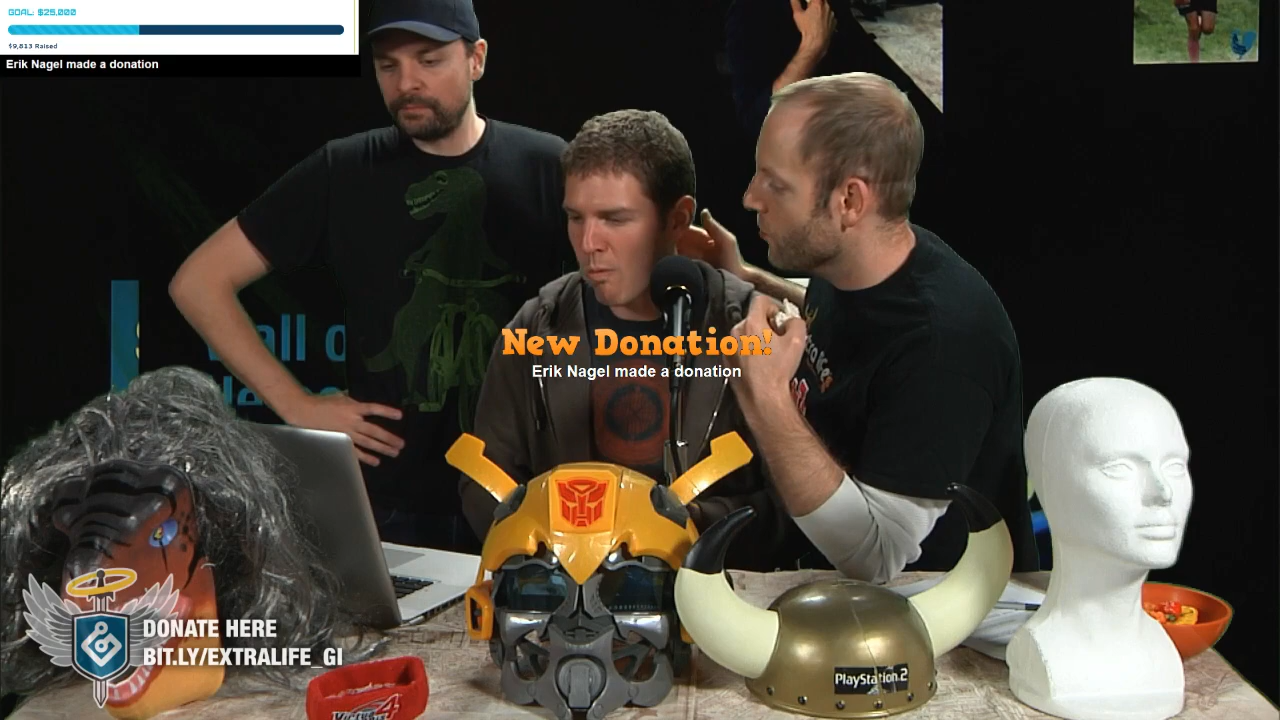 GOAL: $25,000
$9,813 Raised
Erik Nagel made a donation
New Donation!
Erik Nagel made a donation
DONATE HERE
BIT.LY/EXTRALIFE_GI
4
PlayStation.2